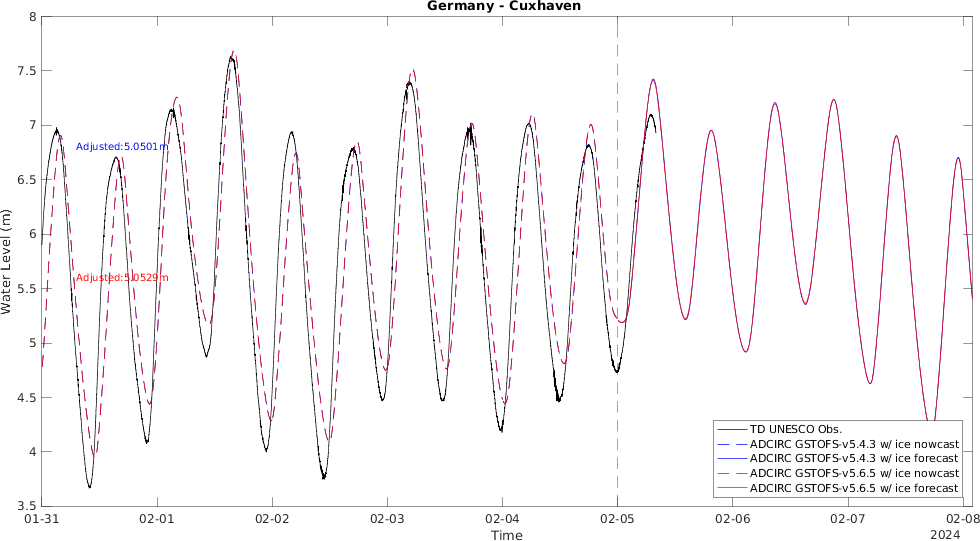 Germany - Cuxhaven
8
7.5
7
6.5
6
5.5
5
4.5
4
3.5
Water Level (m)
Adjusted:5.0501m
Adjusted:5.0529m
TD UNESCO Obs.
ADCIRC GSTOFS-v5.4.3 w/ ice nowcast
ADCIRC GSTOFS-v5.4.3 w/ ice forecast
ADCIRC GSTOFS-v5.6.5 w/ ice nowcast
ADCIRC GSTOFS-v5.6.5 w/ ice forecast
01-31 02-01 02-02 02-03 02-04 02-05 02-06 02-07 02-08
Time
2024